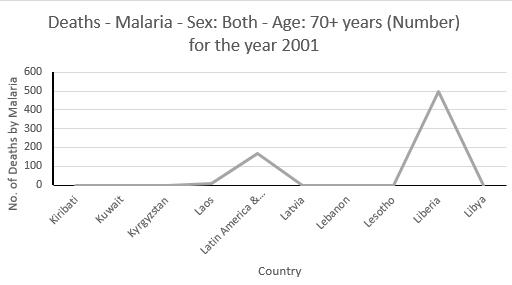 Deaths - Malaria - Sex: Both - Age: 70+ years (Number)
for the year 2001
No. of Deaths by Malaria
600
500
400
300
200
100
0
Kiribati
Kuwait
Kyrgyzstan
Laos
Latin America &...
Latvia
Lebanon
Lesotho
Liberia
Libya
Country